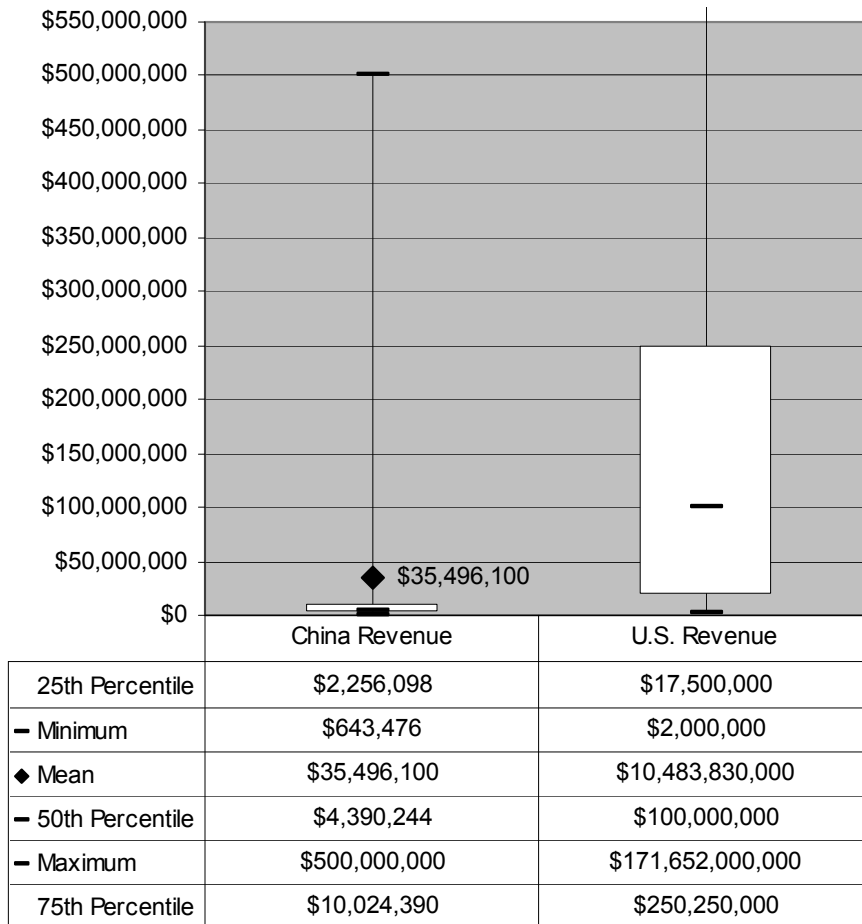 $550,000,000
$500,000,000
$450,000,000
$400,000,000
$350,000,000
$300,000,000
$250,000,000
$200,000,000
$150,000,000
$100,000,000
$50,000,000
$35,496,100
$0
China Revenue U.S. Revenue
25th Percentile $2,256,098 $17,500,000
Minimum $643,476 $2,000,000
Mean $35,496,100 $10,483,830,000
50th Percentile $4,390,244 $100,000,000
Maximum $500,000,000 $171,652,000,000
75th Percentile $10,024,390 $250,250,000